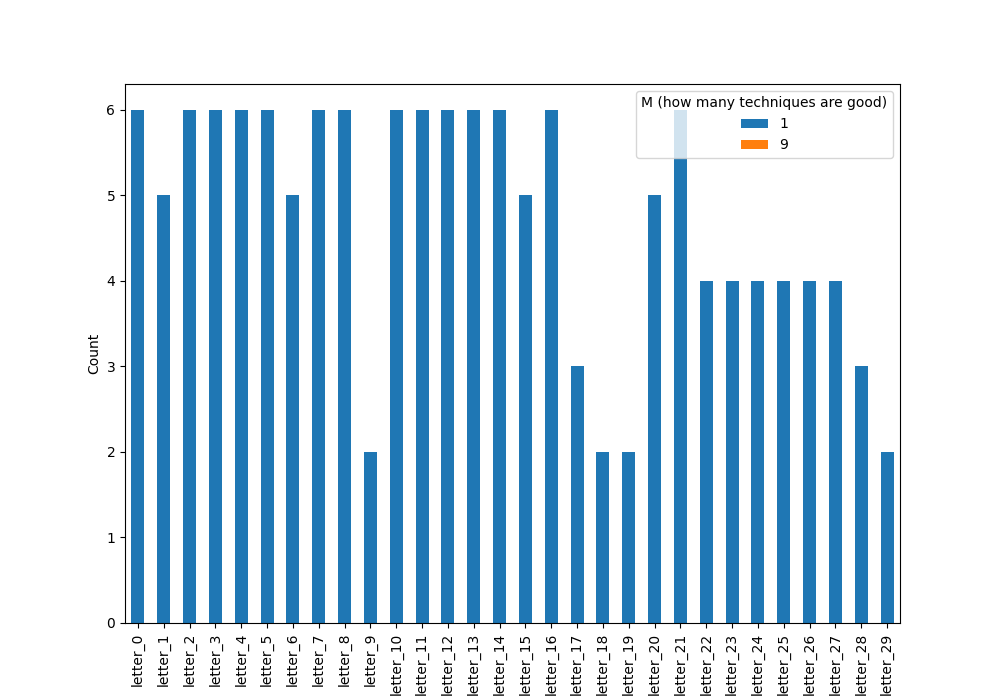 M (how many techniques are good)
1
9
6
5
4
3
2
1
0
Count
letter_0
letter_1
letter_2
letter_3
letter_4
letter_5
letter_6
letter_7
letter_8
letter_9
letter_10
letter_11
letter_12
letter_13
letter_14
letter_15
letter_16
letter_17
letter_18
letter_19
letter_20
letter_21
letter_22
letter_23
letter_24
letter_25
letter_26
letter_27
letter_28
letter_29